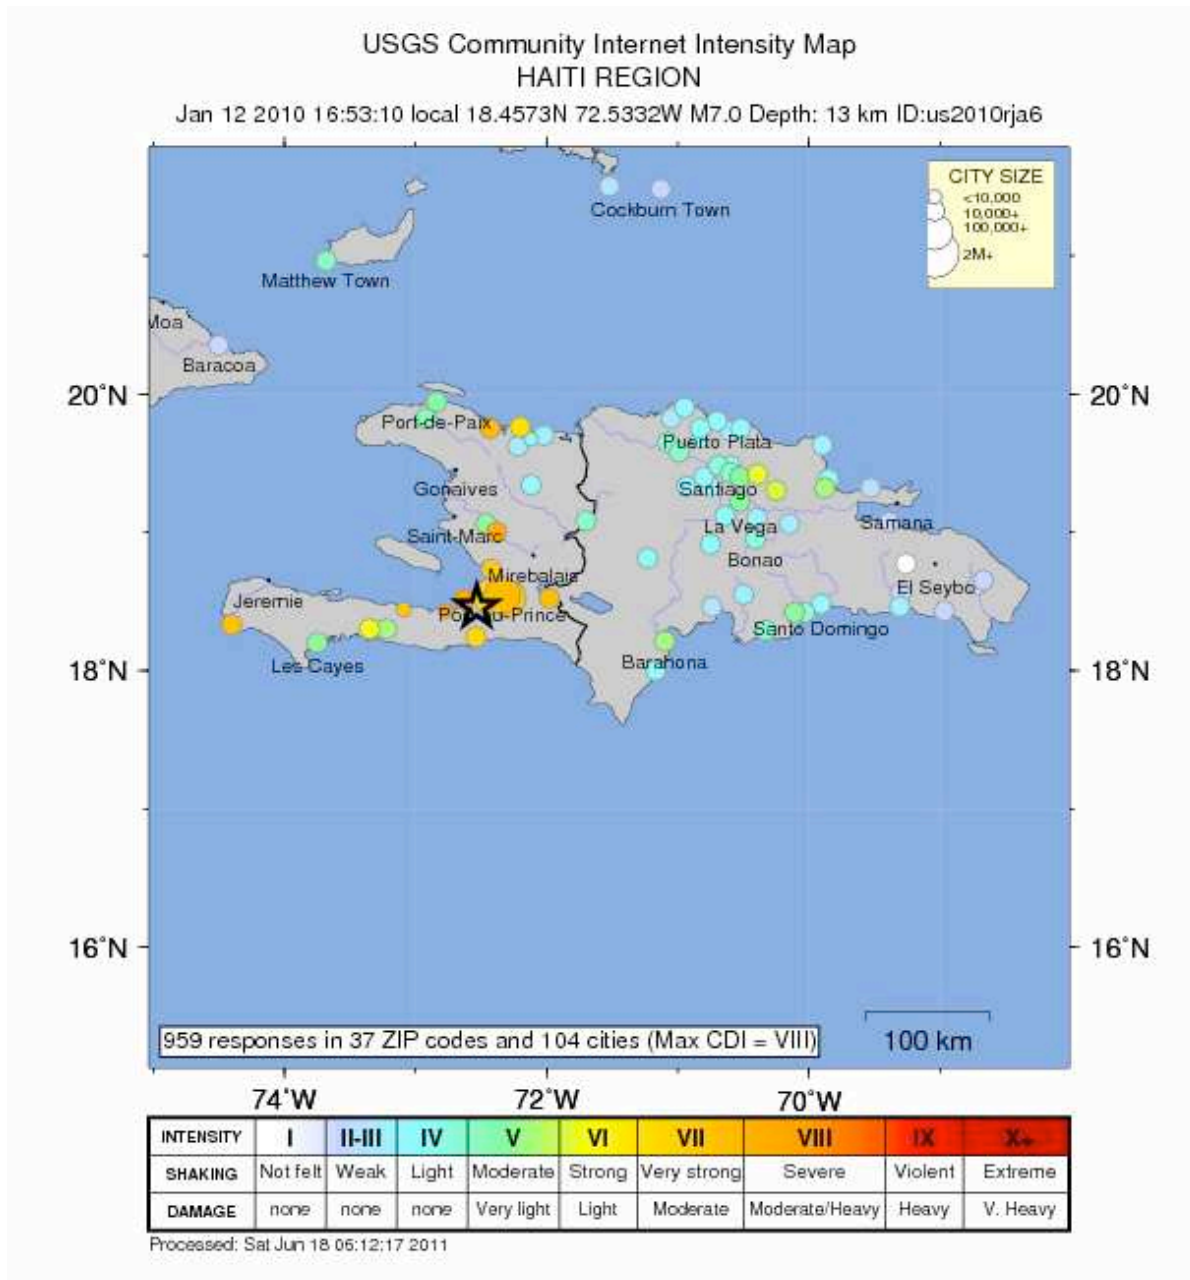 USGS Community Internet Intensity Map
HAITI REGION
Jan 12 2010 16:53:10 local 18.4573N 72.5332W M7.0 Depth: 13 km ID:us2010rja6
CITY SIZE
<10,000
10,000+
100,000+
2M+
Cockburn Town
Matthew Town
Moa
Baracoa
20°N
20°N
Port-de-Paix
Puerto Plata
Gonaives
Santiago
Saint-Marc
La Vega
Samana
Bonao
Mirebalais
El Seybo
Jeremie
Port-au-Prince
Santo Domingo
Les Cayes
Barahona
18°N
18°N
16°N
16°N
959 responses in 37 ZIP codes and 104 cities (Max CDI = VIII)
100 km
74°W 72°W 70°W
INTENSITY I II-III IV V VI VII VIII IX X+
SHAKING Not felt Weak Light Moderate Strong Very strong Severe Violent Extreme
DAMAGE none none none Very light Light Moderate Moderate/Heavy Heavy V. Heavy
Processed: Sat Jun 18 06:12:17 2011